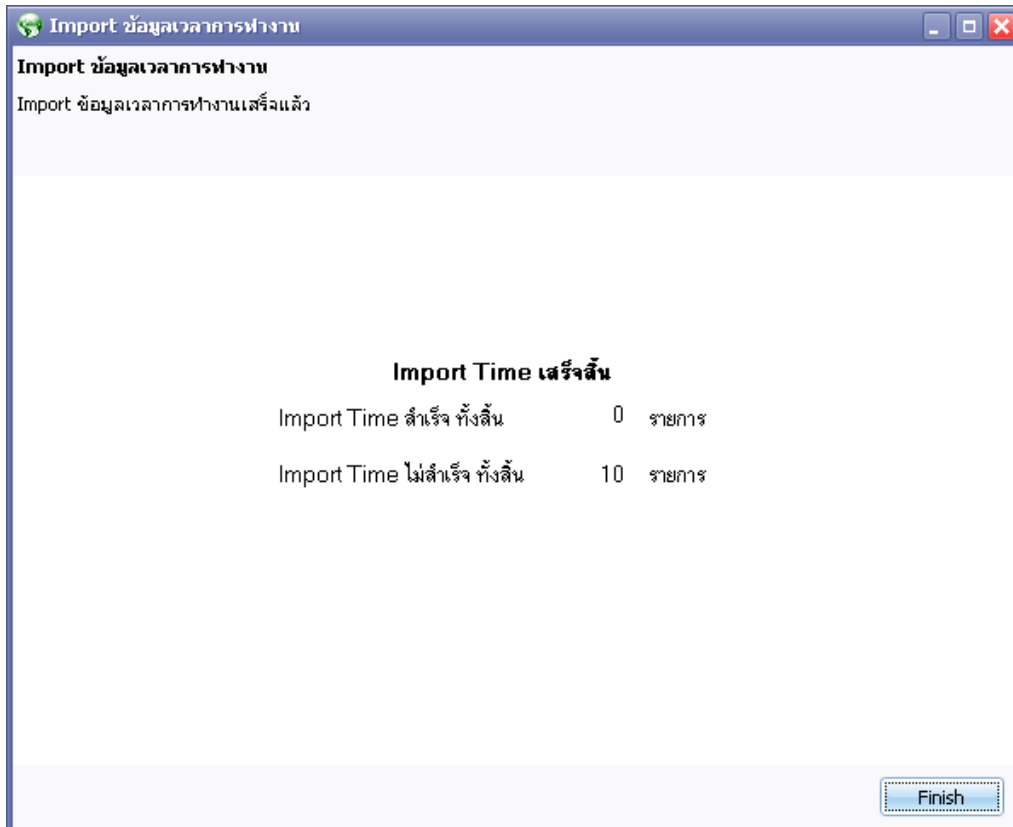 Import ข้อมูลเวลาการทำงาน
Import ข้อมูลเวลาการทำงาน
Import ข้อมูลเวลาการทำงานเสร็จแล้ว
Import Time เสร็จสิ้น
Import Time สำเร็จ ทั้งสิ้น 0 รายการ
Import Time ไม่สำเร็จ ทั้งสิ้น 10 รายการ
Finish